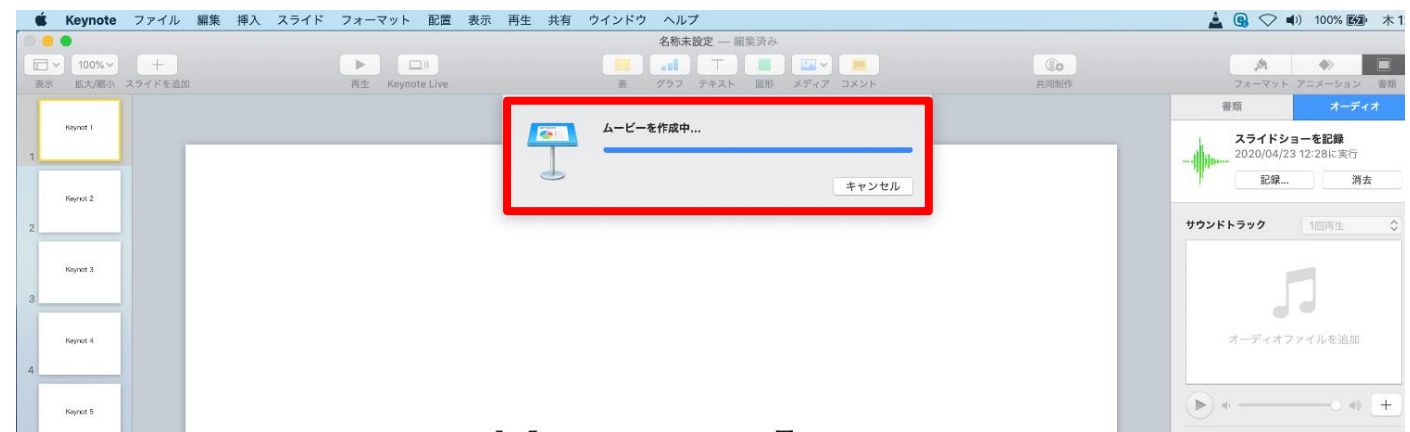 Keynote ファイル 編集 挿入 スライド フォーマット 配置 表示 再生 共有 ウインドウ ヘルプ 100% 木 1
名称未設定 — 編集済み
100%
表示 拡大/縮小 スライドを追加 再生 Keynote Live 表 グラフ テキスト 図形 メディア コメント 共同制作 フォーマット アニメーション 書類
書類 オーディオ
Keynot 1
1
ムービーを作成中...
キャンセル
スライドショーを記録
2020/04/23 12:28に実行
記録... 消去
Keynot 2
2
サウンドトラック 1回再生
Keynot 3
3
オーディオファイルを追加
Keynot 4
4
Keynot 5